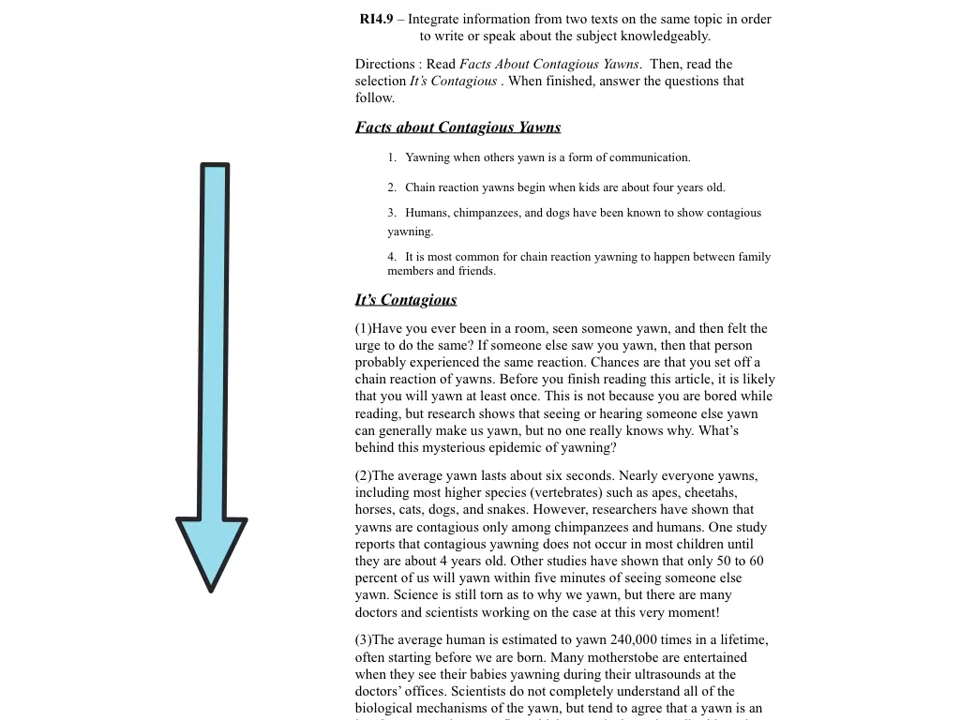 RI4.9 – Integrate information from two texts on the same topic in order
to write or speak about the subject knowledgeably.
Directions : Read Facts About Contagious Yawns. Then, read the
selection It's Contagious . When finished, answer the questions that
follow.
Facts about Contagious Yawns
1. Yawning when others yawn is a form of communication.
2. Chain reaction yawns begin when kids are about four years old.
3. Humans, chimpanzees, and dogs have been known to show contagious
yawning.
4. It is most common for chain reaction yawning to happen between family
members and friends.
It's Contagious
(1)Have you ever been in a room, seen someone yawn, and then felt the
urge to do the same? If someone else saw you yawn, then that person
probably experienced the same reaction. Chances are that you set off a
chain reaction of yawns. Before you finish reading this article, it is likely
that you will yawn at least once. This is not because you are bored while
reading, but research shows that seeing or hearing someone else yawn
can generally make us yawn, but no one really knows why. What's
behind this mysterious epidemic of yawning?
(2)The average yawn lasts about six seconds. Nearly everyone yawns,
including most higher species (vertebrates) such as apes, cheetahs,
horses, cats, dogs, and snakes. However, researchers have shown that
yawns are contagious only among chimpanzees and humans. One study
reports that contagious yawning does not occur in most children until
they are about 4 years old. Other studies have shown that only 50 to 60
percent of us will yawn within five minutes of seeing someone else
yawn. Science is still torn as to why we yawn, but there are many
doctors and scientists working on the case at this very moment!
(3)The average human is estimated to yawn 240,000 times in a lifetime,
often starting before we are born. Many motherstobe are entertained
when they see their babies yawning during their ultrasounds at the
doctors' offices. Scientists do not completely understand all of the
biological mechanisms of the yawn, but tend to agree that a yawn is an